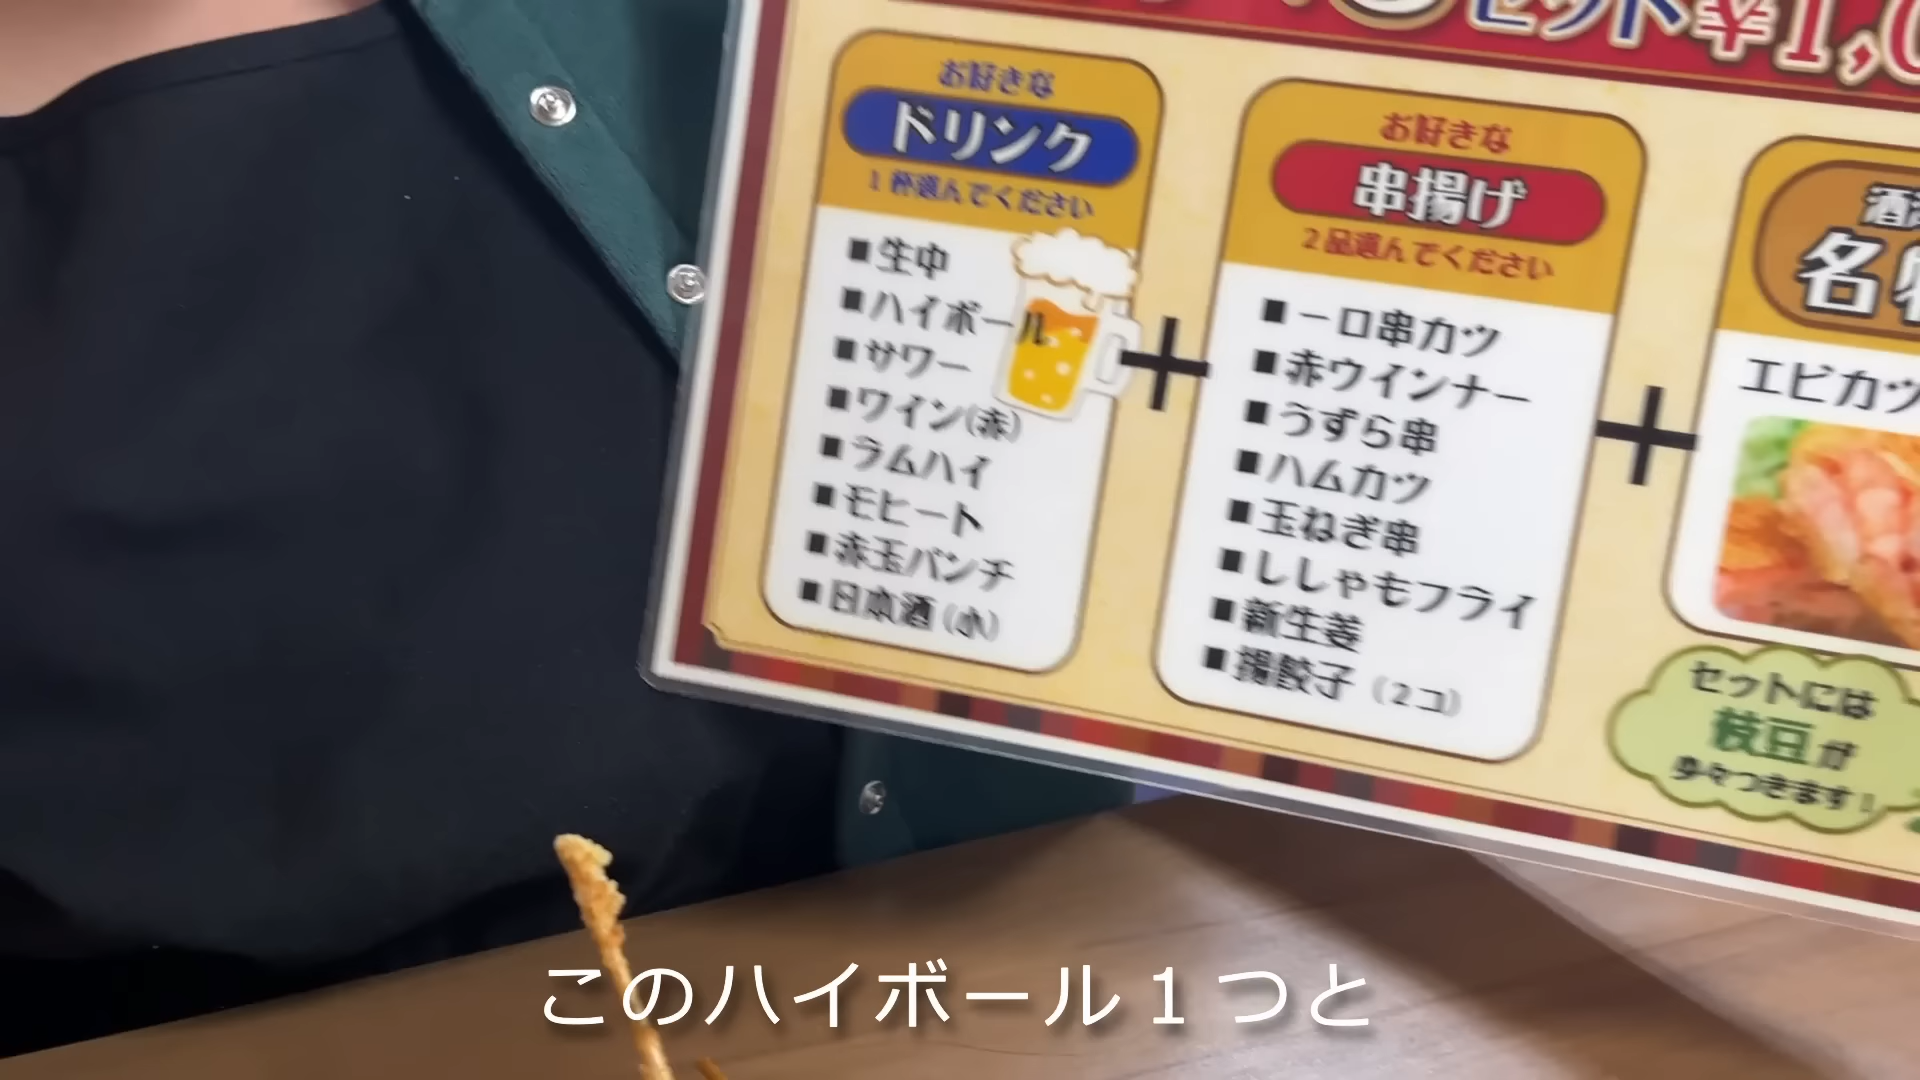 セット¥1,0
お好きな
ドリンク
1杯選んでください
■生中
■ハイボール
■サワー
■ワイン(赤)
■ラムハイ
■モヒート
■赤玉パンチ
■日本酒(小)
+
お好きな
串揚げ
2品選んでください
■一口串カツ
■赤ウインナー
■うずら串
■ハムカツ
■玉ねぎ串
■ししゃもフライ
■新生姜
■揚餃子(2コ)
+
名物
エビカツ
セットには
枝豆が
少々つきます!
このハイボール1つと